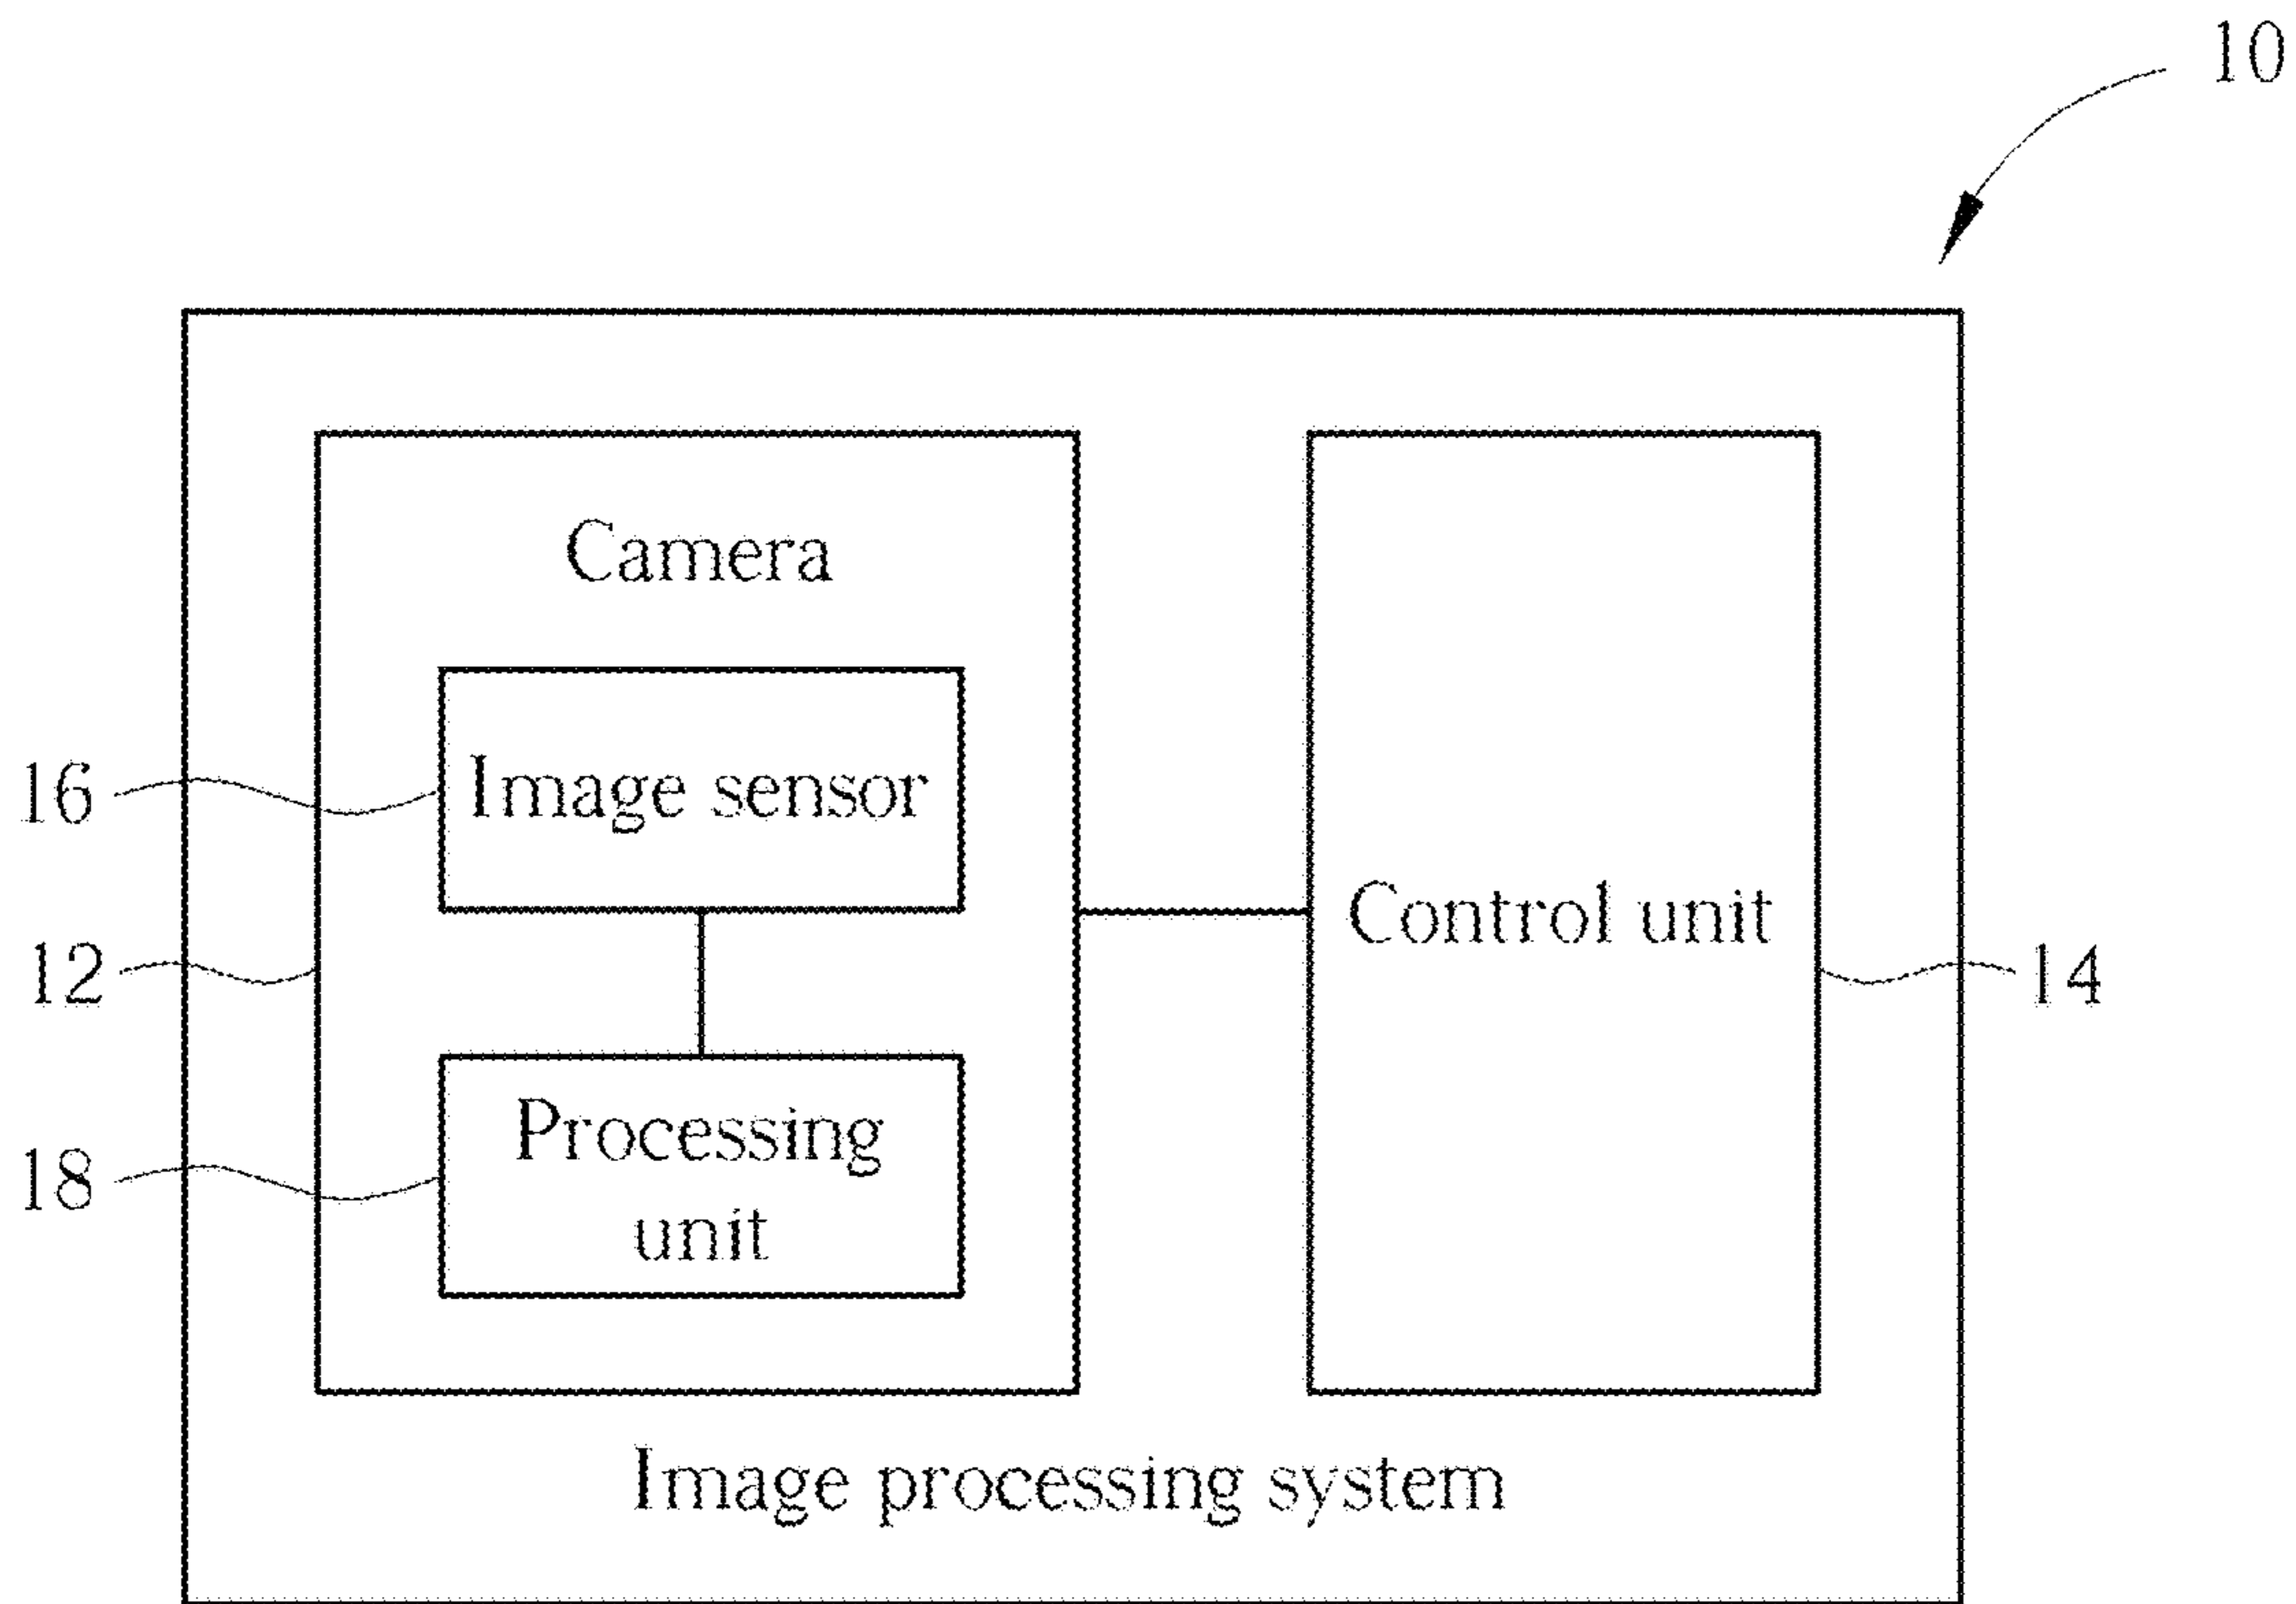 10
Camera
16
Image sensor
Control unit
12
14
18
Processing
unit
Image processing system